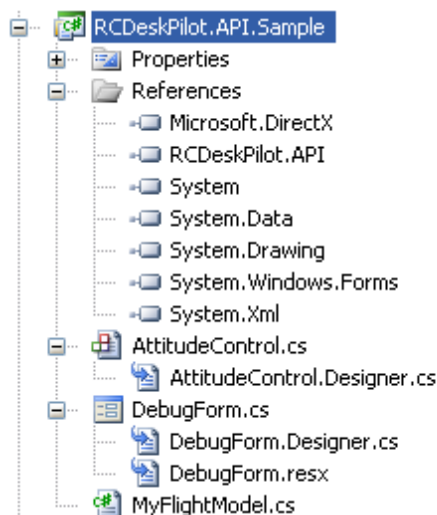 RCDeskPilot.API.Sample
Properties
References
Microsoft.DirectX
RCDeskPilot.API
System
System.Data
System.Drawing
System.Windows.Forms
System.Xml
AttitudeControl.cs
AttitudeControl.Designer.cs
DebugForm.cs
DebugForm.Designer.cs
DebugForm.resx
MyFlightModel.cs